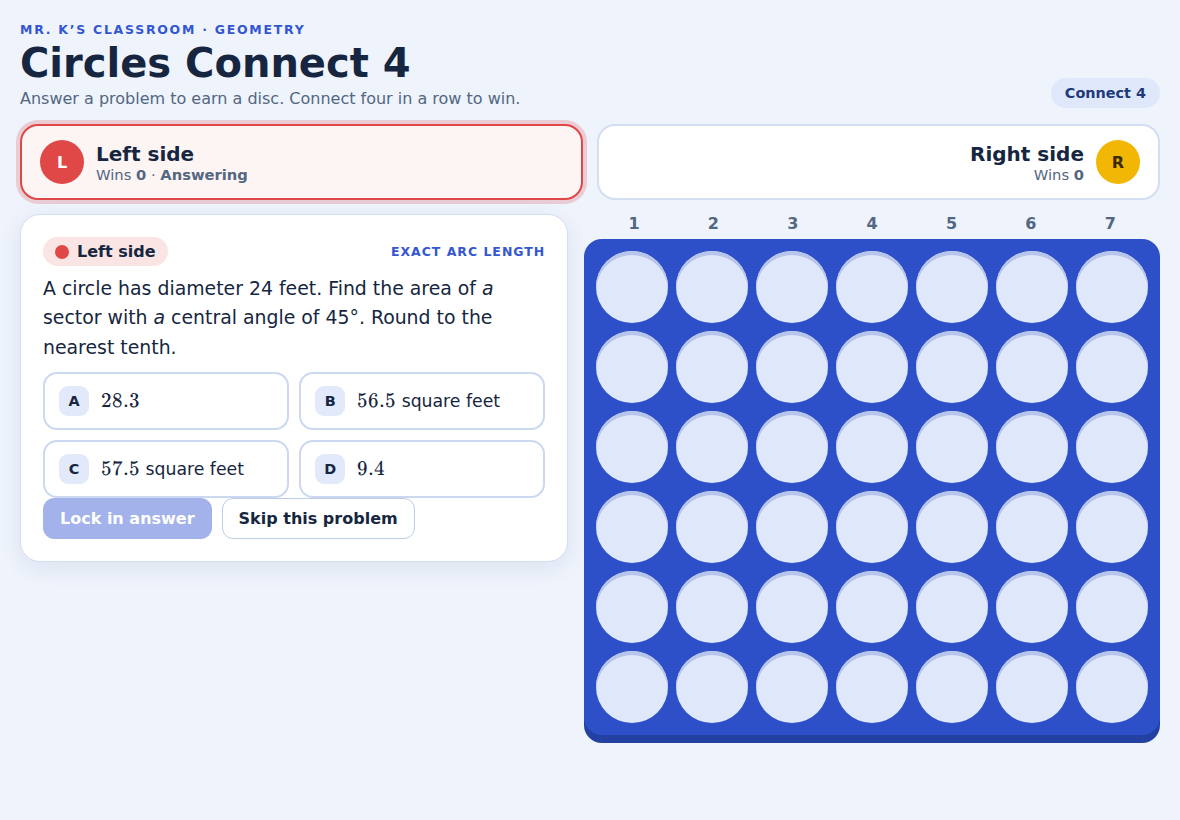 MR. K’S CLASSROOM · GEOMETRY
Circles Connect 4
Answer a problem to earn a disc. Connect four in a row to win.
Connect 4
L
Left side
Wins 0 · Answering
Right side
Wins 0
R
Left side
EXACT ARC LENGTH
A circle has diameter 24 feet. Find the area of a
sector with a central angle of 45°. Round to the
nearest tenth.
A 28.3
B 56.5 square feet
C 57.5 square feet
D 9.4
Lock in answer
Skip this problem
1 2 3 4 5 6 7